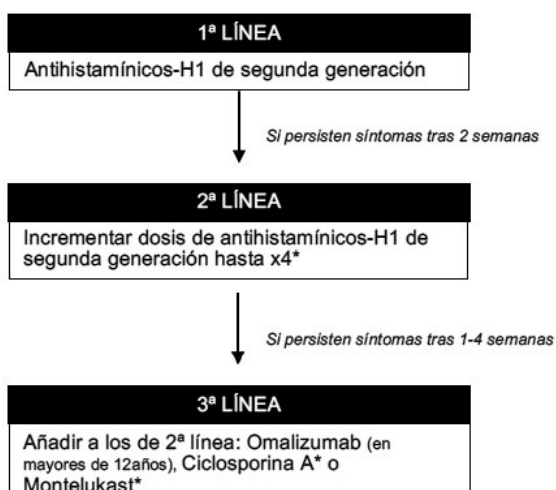 1ª LÍNEA
Antihistamínicos-H1 de segunda generación
Si persisten síntomas tras 2 semanas
2ª LÍNEA
Incrementar dosis de antihistamínicos-H1 de
segunda generación hasta x4*
Si persisten síntomas tras 1-4 semanas
3ª LÍNEA
Añadir a los de 2ª línea: Omalizumab (en
mayores de 12años), Ciclosporina A* o
Montelukast*